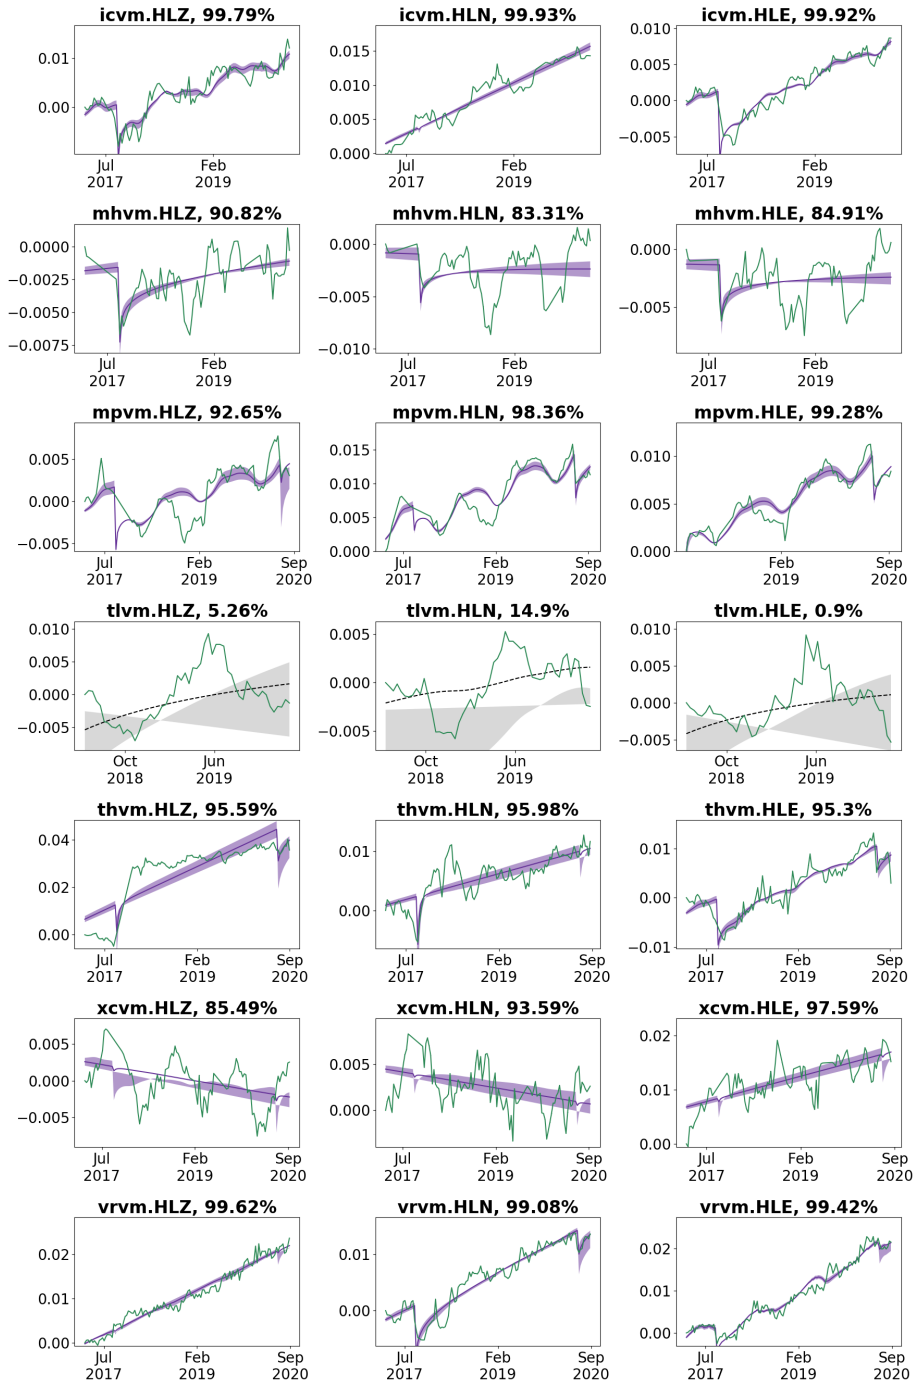 icvm.HLZ, 99.79%
0.01
0.00
Jul
2017
Feb
2019
icvm.HLN, 99.93%
0.015
0.010
0.005
0.000
Jul
2017
Feb
2019
icvm.HLE, 99.92%
0.010
0.005
0.000
−0.005
Jul
2017
Feb
2019
mhvm.HLZ, 90.82%
0.0000
−0.0025
−0.0050
−0.0075
Jul
2017
Feb
2019
mhvm.HLN, 83.31%
0.000
−0.005
−0.010
Jul
2017
Feb
2019
mhvm.HLE, 84.91%
0.000
−0.005
Jul
2017
Feb
2019
mpvm.HLZ, 92.65%
0.005
0.000
−0.005
Jul
2017
Feb
2019
Sep
2020
mpvm.HLN, 98.36%
0.015
0.010
0.005
0.000
Jul
2017
Feb
2019
Sep
2020
mpvm.HLE, 99.28%
0.010
0.005
0.000
Feb
2019
Sep
2020
tlvm.HLZ, 5.26%
0.010
0.005
0.000
−0.005
Oct
2018
Jun
2019
tlvm.HLN, 14.9%
0.005
0.000
−0.005
Oct
2018
Jun
2019
tlvm.HLE, 0.9%
0.010
0.005
0.000
−0.005
Oct
2018
Jun
2019
thvm.HLZ, 95.59%
0.04
0.02
0.00
Jul
2017
Feb
2019
Sep
2020
thvm.HLN, 95.98%
0.01
0.00
Jul
2017
Feb
2019
Sep
2020
thvm.HLE, 95.3%
0.01
0.00
−0.01
Jul
2017
Feb
2019
Sep
2020
xcvm.HLZ, 85.49%
0.005
0.000
−0.005
Jul
2017
Feb
2019
Sep
2020
xcvm.HLN, 93.59%
0.005
0.000
Jul
2017
Feb
2019
Sep
2020
xcvm.HLE, 97.59%
0.02
0.01
0.00
Jul
2017
Feb
2019
Sep
2020
vrvm.HLZ, 99.62%
0.02
0.01
0.00
Jul
2017
Feb
2019
Sep
2020
vrvm.HLN, 99.08%
0.01
0.00
Jul
2017
Feb
2019
Sep
2020
vrvm.HLE, 99.42%
0.02
0.01
0.00
Jul
2017
Feb
2019
Sep
2020